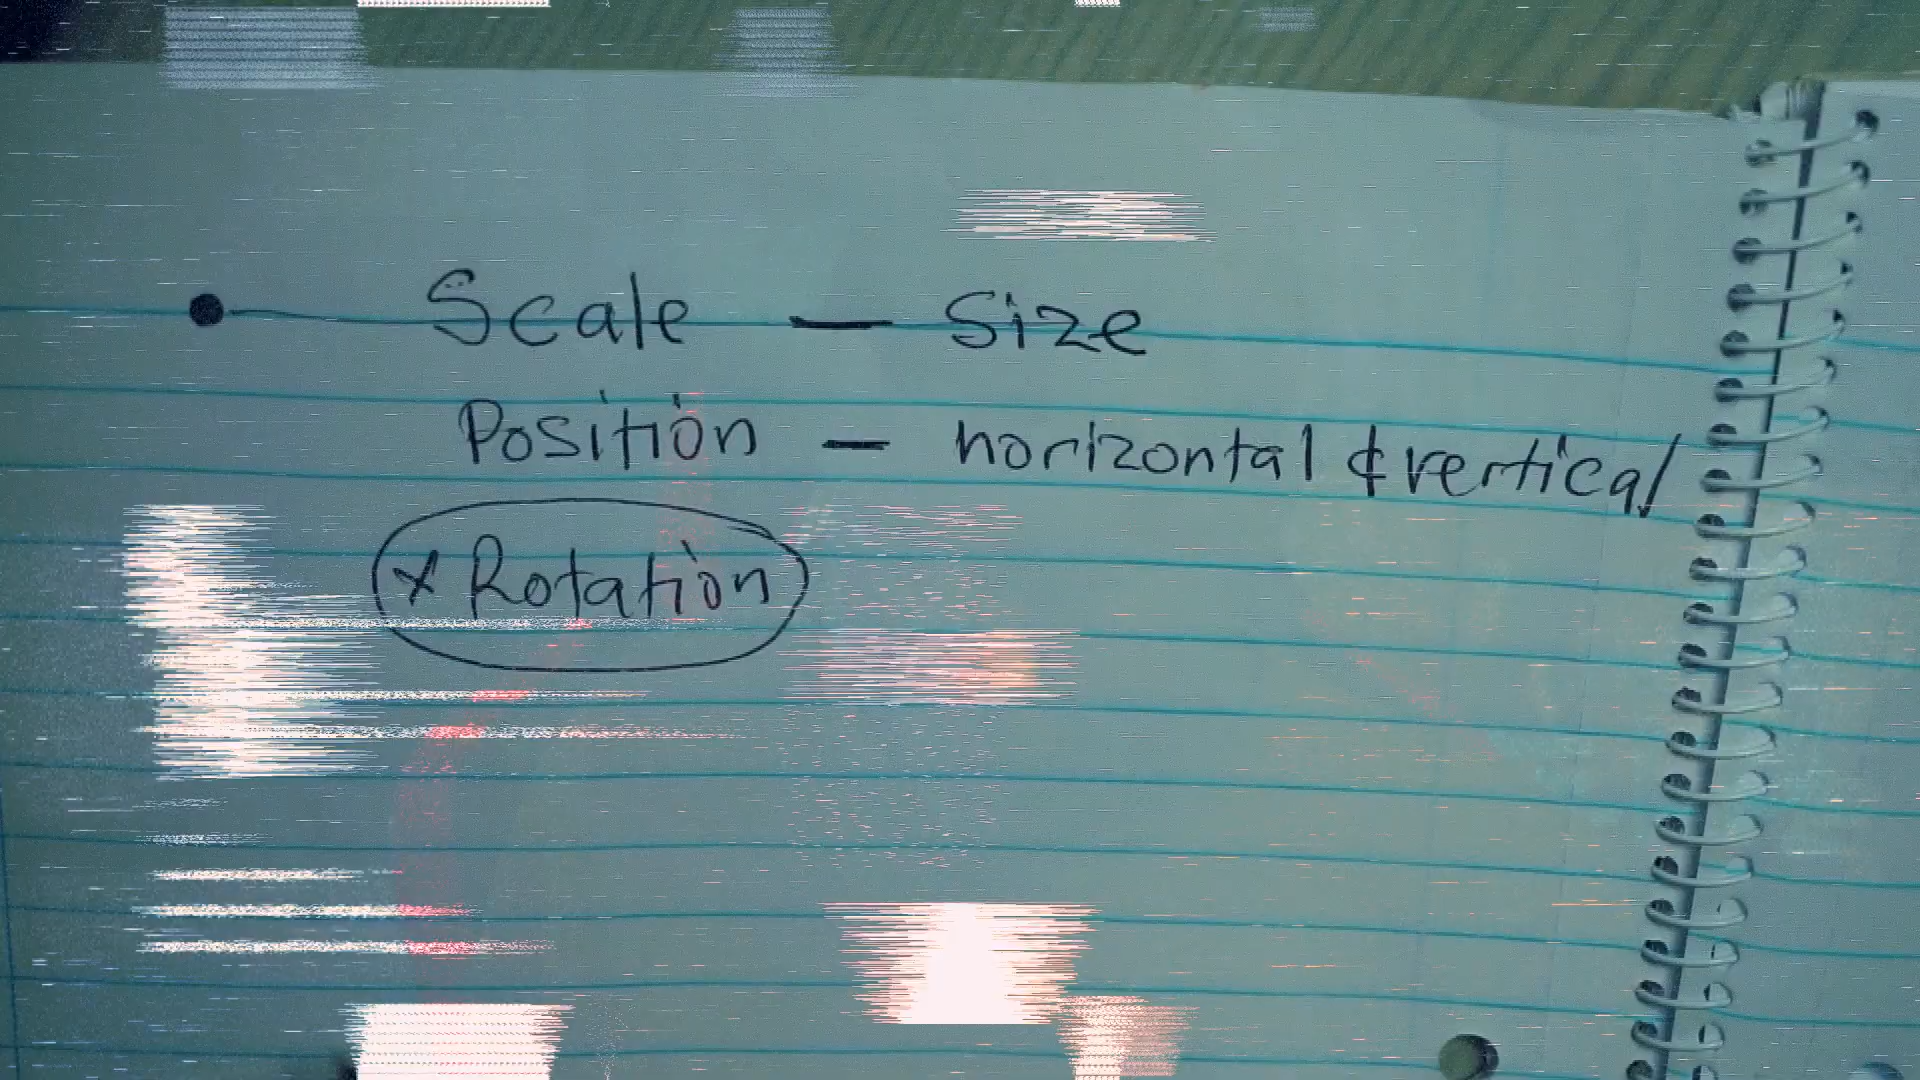 • Scale — Size
Position — horizontal & vertical
x Rotation